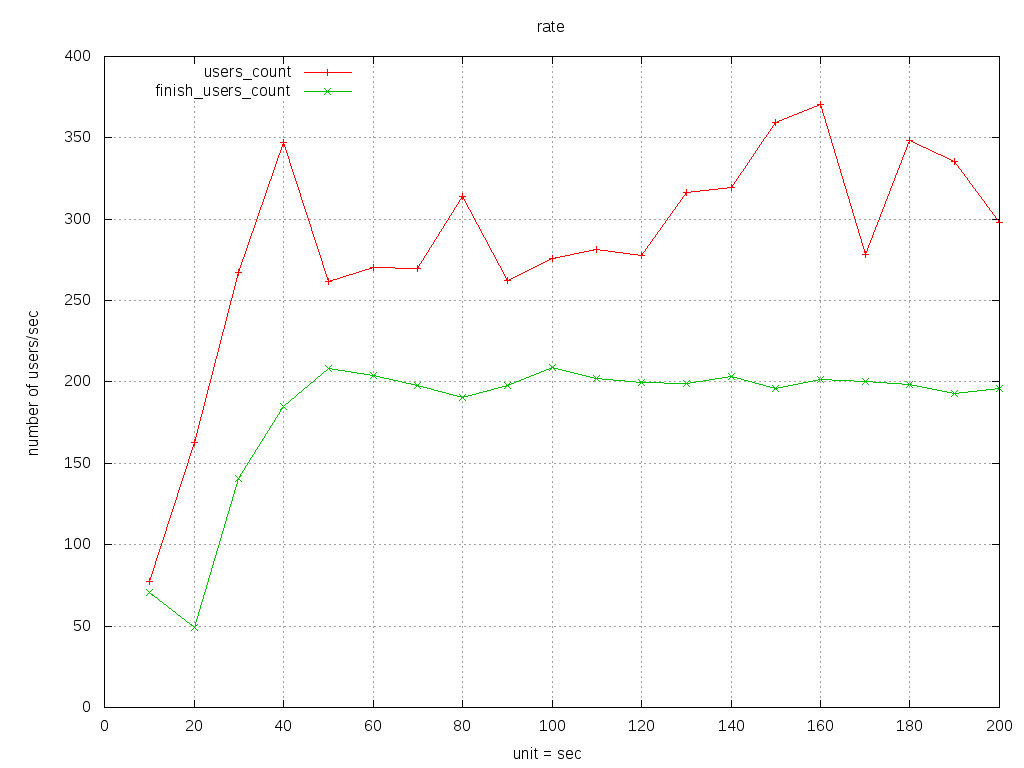 rate
users_count
finish_users_count
400
350
300
250
200
150
100
50
0
number of users/sec
0 20 40 60 80 100 120 140 160 180 200
unit = sec